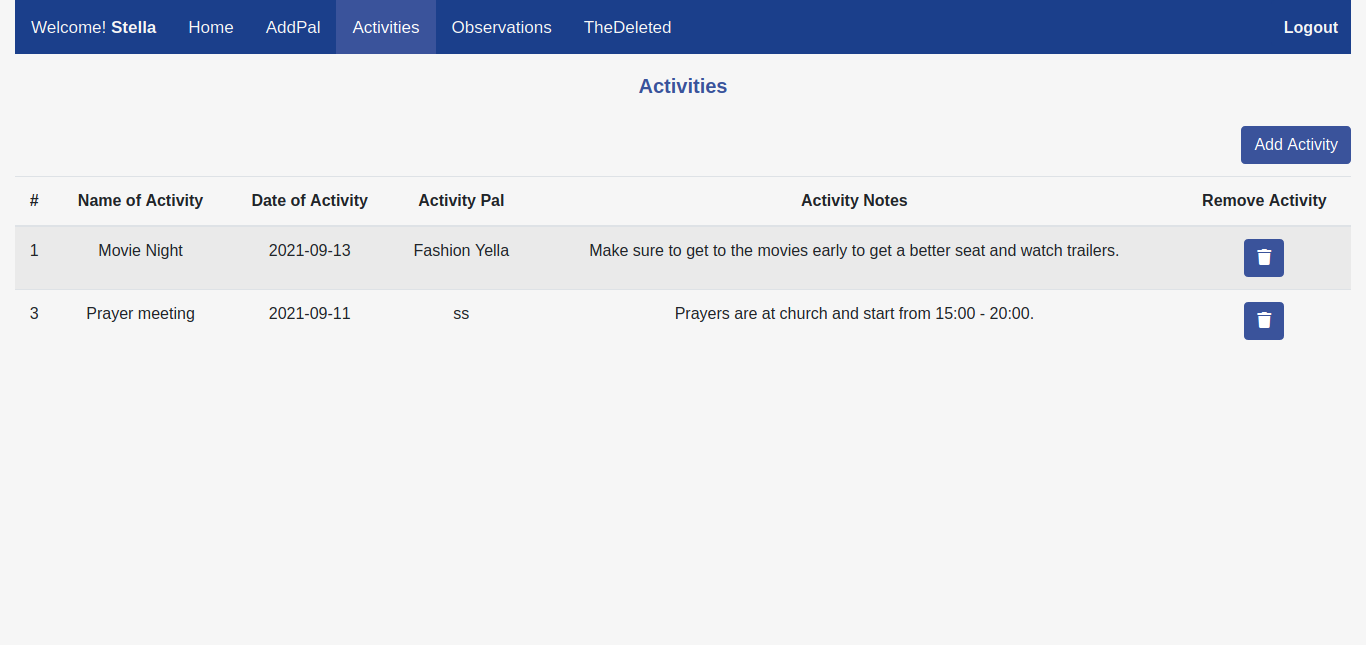 Welcome! Stella Home AddPal Activities Observations TheDeleted Logout
Activities
Add Activity
# Name of Activity Date of Activity Activity Pal Activity Notes Remove Activity
1 Movie Night 2021-09-13 Fashion Yella Make sure to get to the movies early to get a better seat and watch trailers.
3 Prayer meeting 2021-09-11 ss Prayers are at church and start from 15:00 - 20:00.